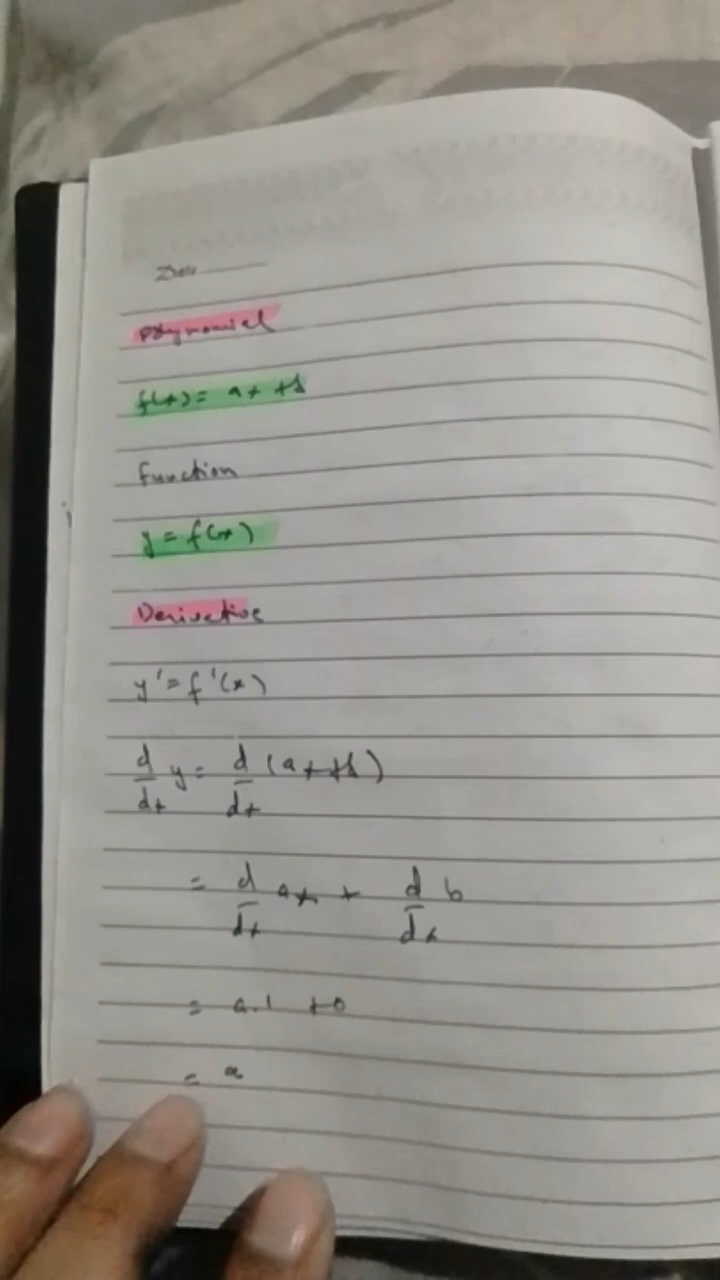 Date
Polynomial
f(x) = ax + b
Function
y = f(x)
Derivative
y' = f'(x)
d/dx y = d/dx (ax + b)
= d/dx ax + d/dx b
= a.1 + 0
= a